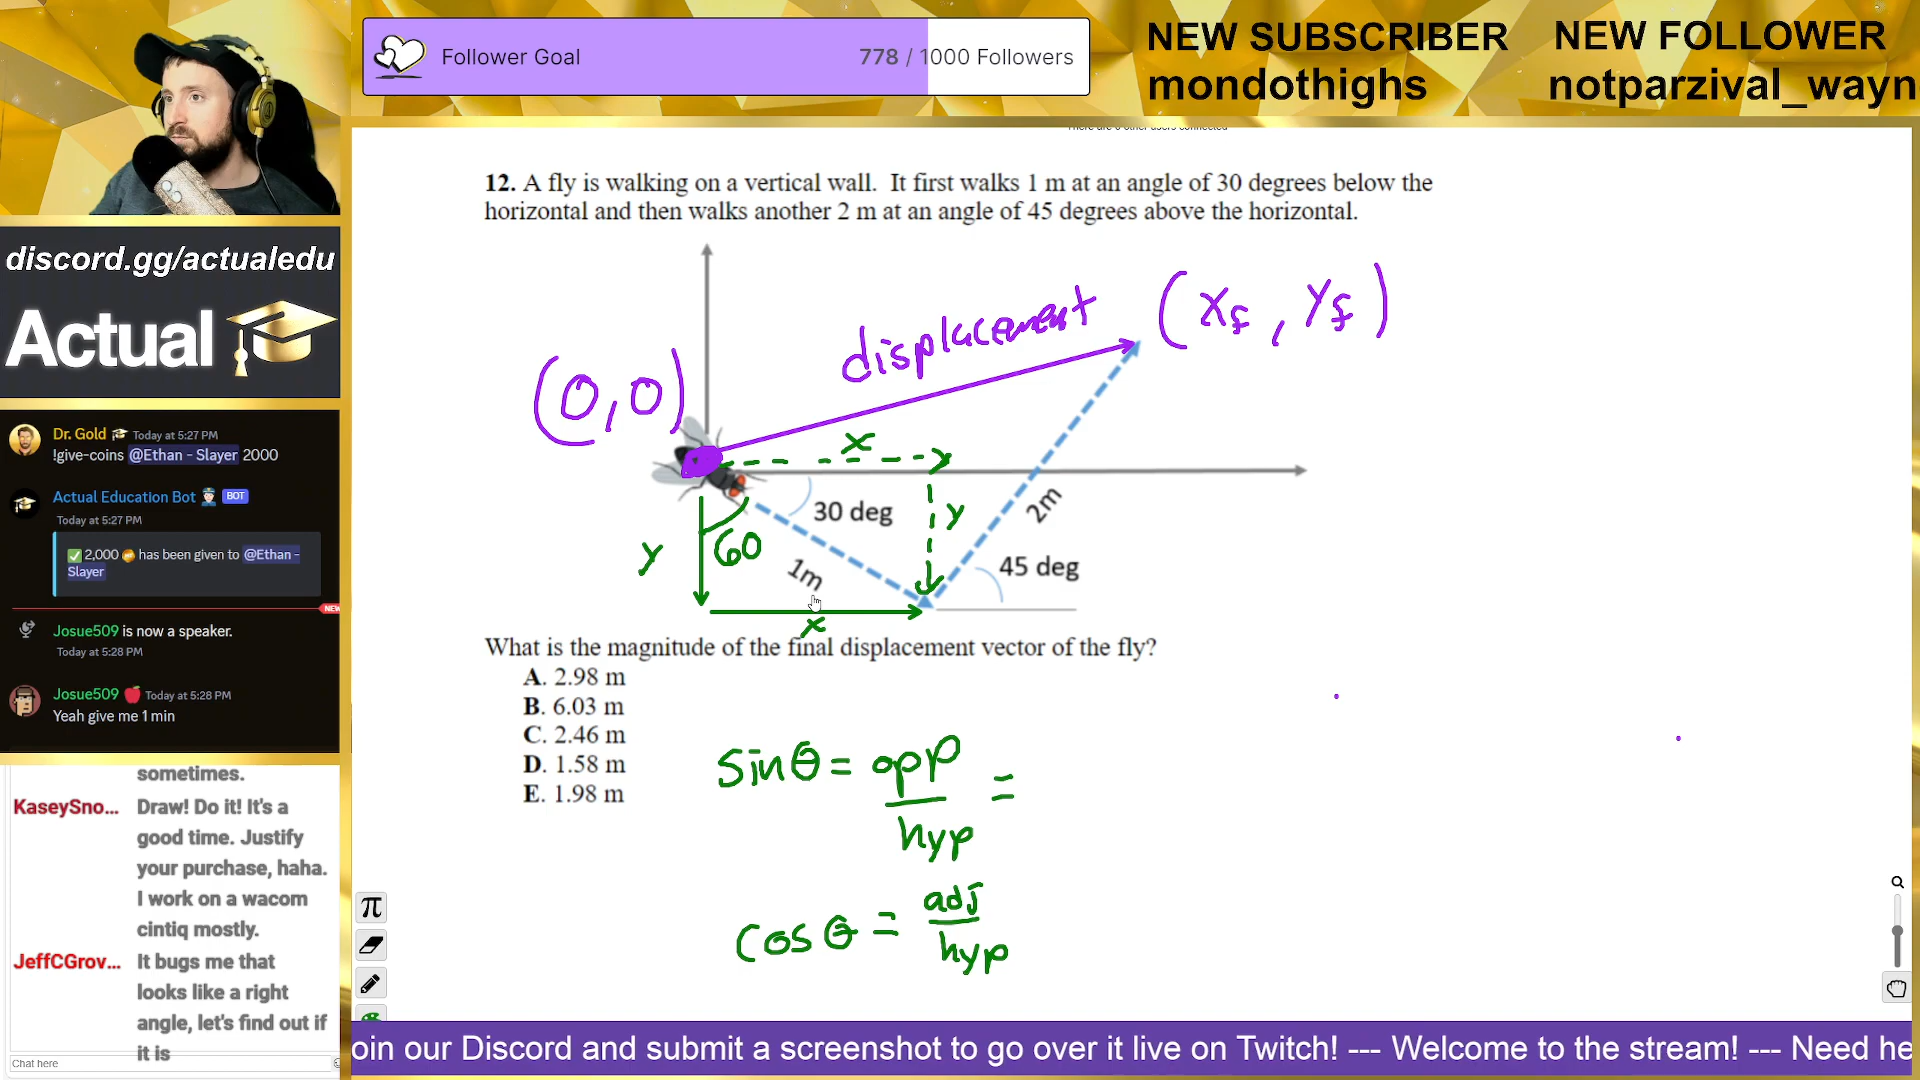 Follower Goal
778 / 1000 Followers
NEW SUBSCRIBER
mondothighs
NEW FOLLOWER
notparzival_wayn
discord.gg/actualedu
Actual
Dr. Gold Today at 5:27 PM
!give-coins @Ethan - Slayer 2000
Actual Education Bot BOT
Today at 5:27 PM
2,000 has been given to @Ethan -
Slayer
NEW
Josue509 is now a speaker.
Today at 5:28 PM
Josue509 Today at 5:28 PM
Yeah give me 1 min
sometimes.
KaseySno... Draw! Do it! It's a
good time. Justify
your purchase, haha.
I work on a wacom
cintiq mostly.
JeffCGrov... It bugs me that
looks like a right
angle, let's find out if
it is
Chat here
12. A fly is walking on a vertical wall. It first walks 1 m at an angle of 30 degrees below the
horizontal and then walks another 2 m at an angle of 45 degrees above the horizontal.
(xf, yf)
displacement
(0,0)
x
30 deg
y
2m
y
60
1m
45 deg
x
What is the magnitude of the final displacement vector of the fly?
A. 2.98 m
B. 6.03 m
C. 2.46 m
D. 1.58 m
E. 1.98 m
sinθ = opp/hyp =
cosθ = adj/hyp
π
oin our Discord and submit a screenshot to go over it live on Twitch! --- Welcome to the stream! --- Need he